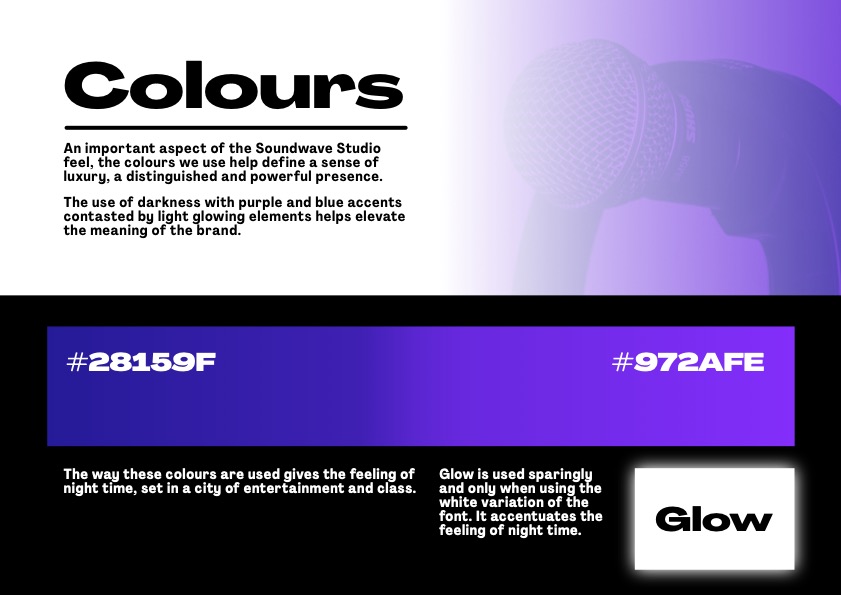 Colours
An important aspect of the Soundwave Studio
feel, the colours we use help define a sense of
luxury, a distinguished and powerful presence.
The use of darkness with purple and blue accents
contasted by light glowing elements helps elevate
the meaning of the brand.
#28159F
#972AFE
The way these colours are used gives the feeling of
night time, set in a city of entertainment and class.
Glow is used sparingly
and only when using the
white variation of the
font. It accentuates the
feeling of night time.
Glow